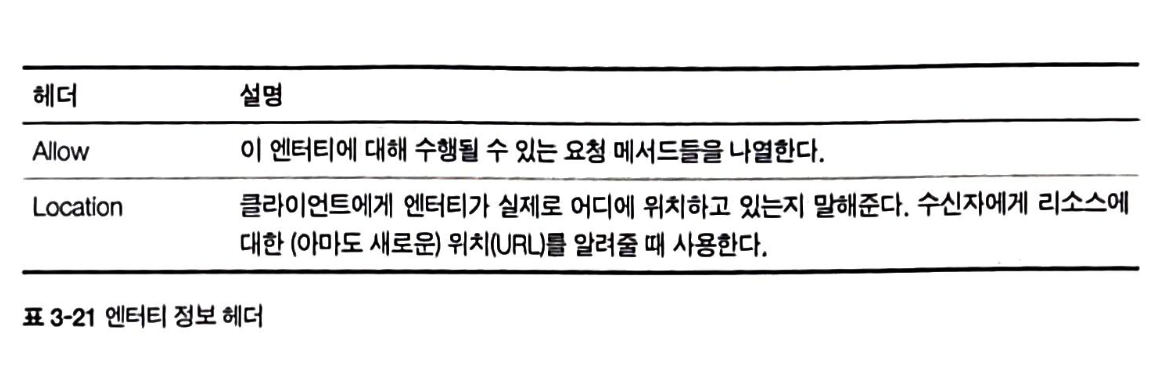 헤더 설명
Allow 이 엔터티에 대해 수행될 수 있는 요청 메서드들을 나열한다.
Location 클라이언트에게 엔터티가 실제로 어디에 위치하고 있는지 말해준다. 수신자에게 리소스에
대한 (아마도 새로운) 위치(URL)를 알려줄 때 사용한다.
표 3-21 엔터티 정보 헤더